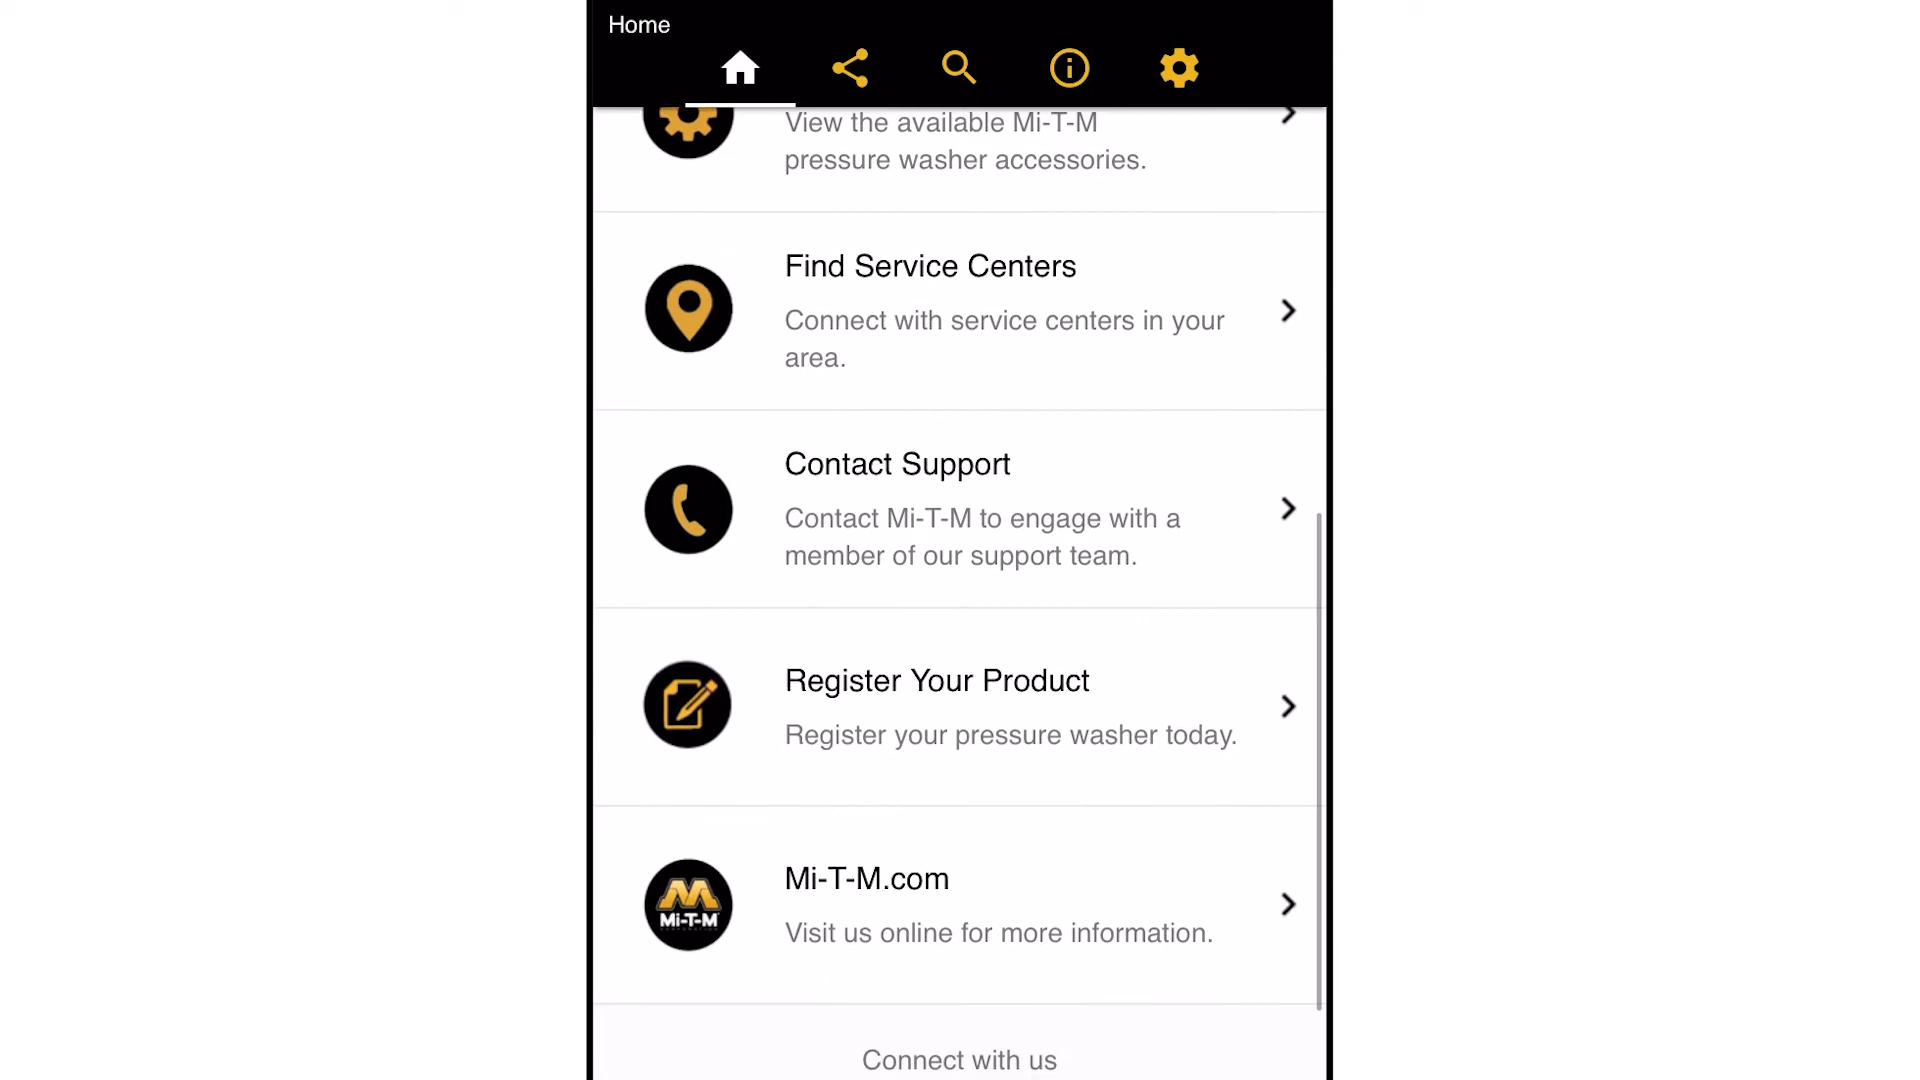 Home
View the available Mi-T-M
pressure washer accessories.
Find Service Centers
Connect with service centers in your
area.
Contact Support
Contact Mi-T-M to engage with a
member of our support team.
Register Your Product
Register your pressure washer today.
Mi-T-M.com
Mi-T-M
Visit us online for more information.
Connect with us